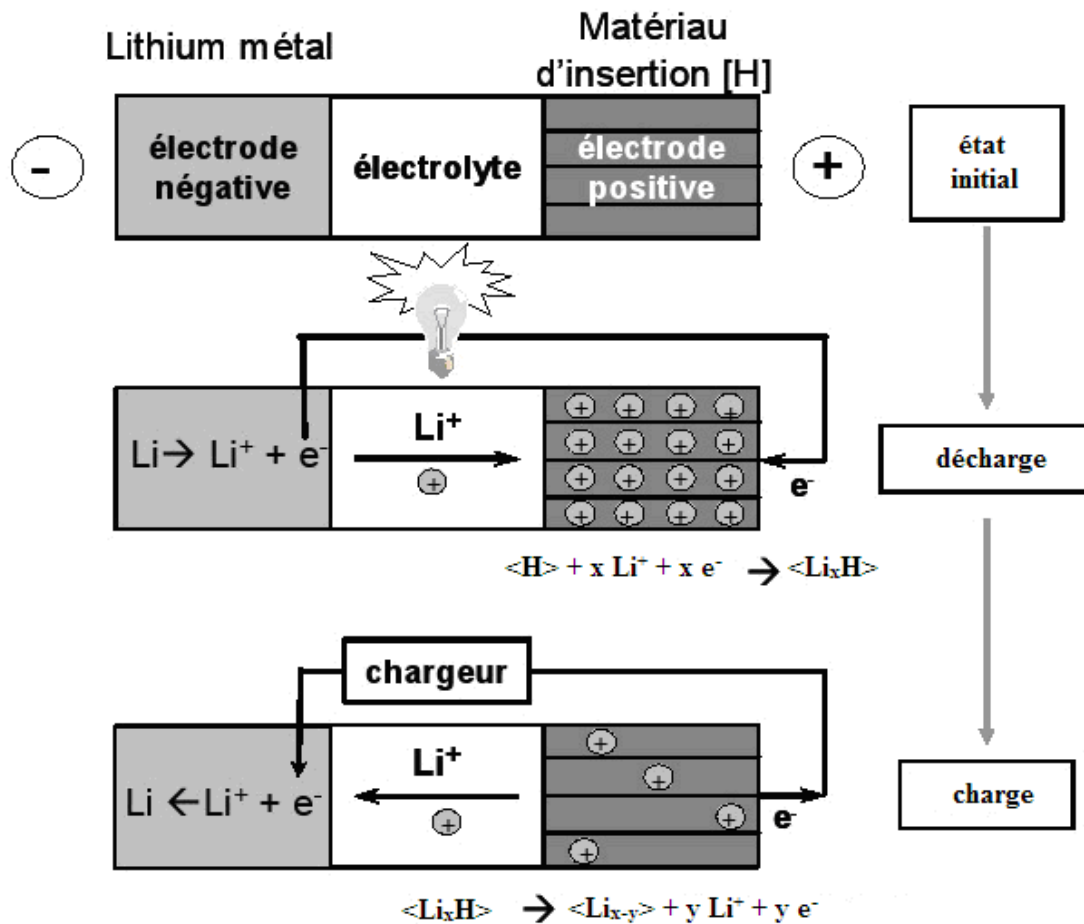 Lithium métal
Matériau
d'insertion [H]
-
électrode
négative
électrolyte
électrode
positive
+
état
initial
Li→ Li⁺ + e⁻
Li⁺
+
+ + + +
+ + + +
+ + + +
+ + + +
e⁻
décharge
<H> + x Li⁺ + x e⁻ → <LiₓH>
chargeur
Li ←Li⁺ + e⁻
Li⁺
+
+
+
+
+
e⁻
charge
<LiₓH> → <Liₓ₋ᵧ> + y Li⁺ + y e⁻